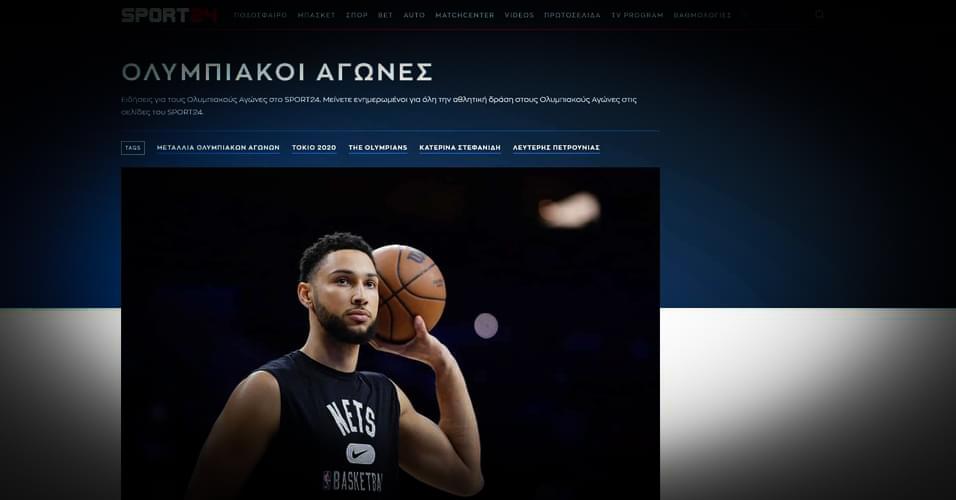 SPORT24 ΠΟΔΟΣΦΑΙΡΟ ΜΠΑΣΚΕΤ ΣΠΟΡ BET AUTO MATCHCENTER VIDEOS ΠΡΩΤΟΣΕΛΙΔΑ TV PROGRAM ΒΑΘΜΟΛΟΓΙΕΣ
ΟΛΥΜΠΙΑΚΟΙ ΑΓΩΝΕΣ
Ειδήσεις για τους Ολυμπιακούς Αγώνες στο SPORT24. Μείνετε ενημερωμένοι για όλη την αθλητική δράση στους Ολυμπιακούς Αγώνες στις
σελίδες του SPORT24.
TAGS ΜΕΤΑΛΛΙΑ ΟΛΥΜΠΙΑΚΩΝ ΑΓΩΝΩΝ ΤΟΚΙΟ 2020 THE OLYMPIANS ΚΑΤΕΡΙΝΑ ΣΤΕΦΑΝΙΔΗ ΛΕΥΤΕΡΗΣ ΠΕΤΡΟΥΝΙΑΣ
NETS